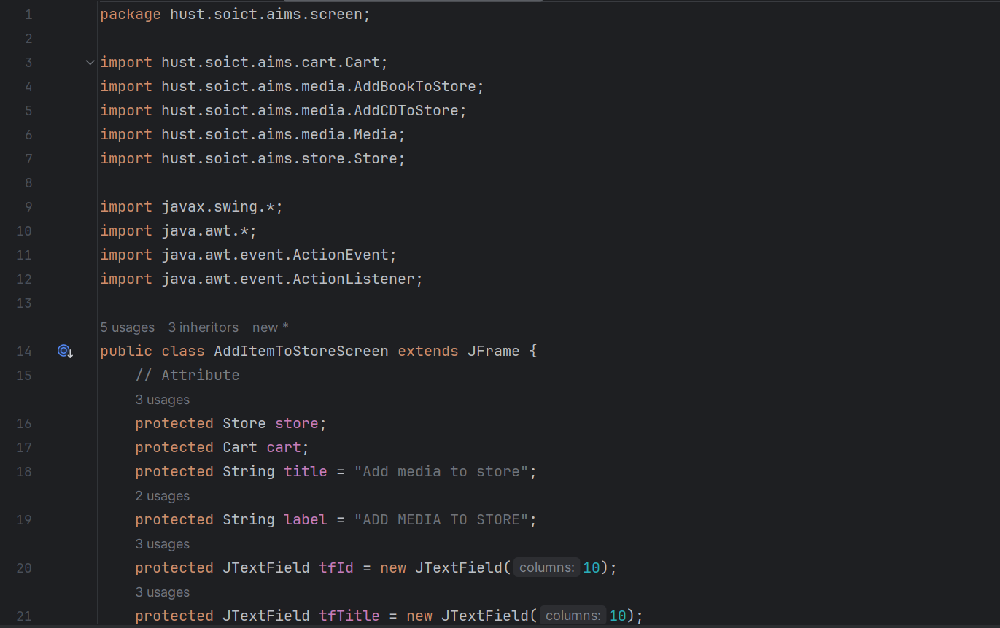 1 package hust.soict.aims.screen;
2
3 import hust.soict.aims.cart.Cart;
4 import hust.soict.aims.media.AddBookToStore;
5 import hust.soict.aims.media.AddCDToStore;
6 import hust.soict.aims.media.Media;
7 import hust.soict.aims.store.Store;
8
9 import javax.swing.*;
10 import java.awt.*;
11 import java.awt.event.ActionEvent;
12 import java.awt.event.ActionListener;
13
5 usages 3 inheritors new *
14 public class AddItemToStoreScreen extends JFrame {
15 // Attribute
3 usages
16 protected Store store;
17 protected Cart cart;
18 protected String title = "Add media to store";
2 usages
19 protected String label = "ADD MEDIA TO STORE";
3 usages
20 protected JTextField tfId = new JTextField( columns: 10);
3 usages
21 protected JTextField tfTitle = new JTextField( columns: 10);